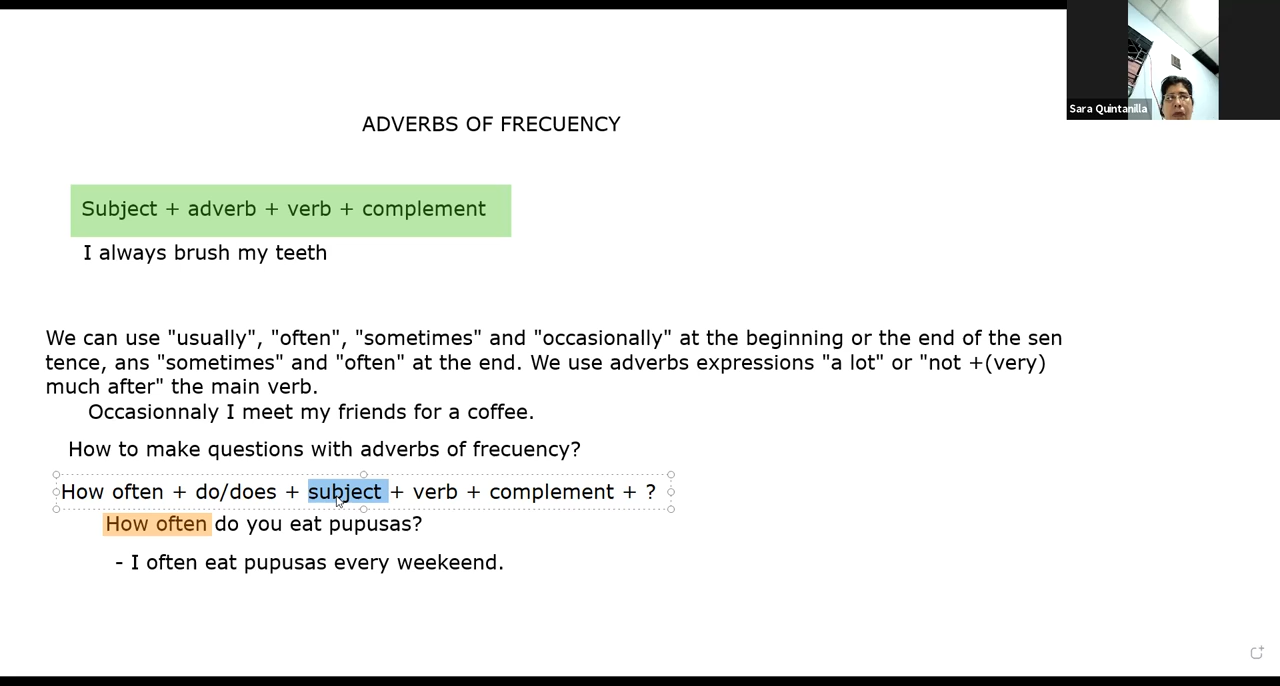 Sara Quintanilla
ADVERBS OF FRECUENCY
Subject + adverb + verb + complement
I always brush my teeth
We can use "usually", "often", "sometimes" and "occasionally" at the beginning or the end of the sen
tence, ans "sometimes" and "often" at the end. We use adverbs expressions "a lot" or "not +(very)
much after" the main verb.
Occasionnaly I meet my friends for a coffee.
How to make questions with adverbs of frecuency?
How often + do/does + subject + verb + complement + ?
How often do you eat pupusas?
- I often eat pupusas every weekeend.